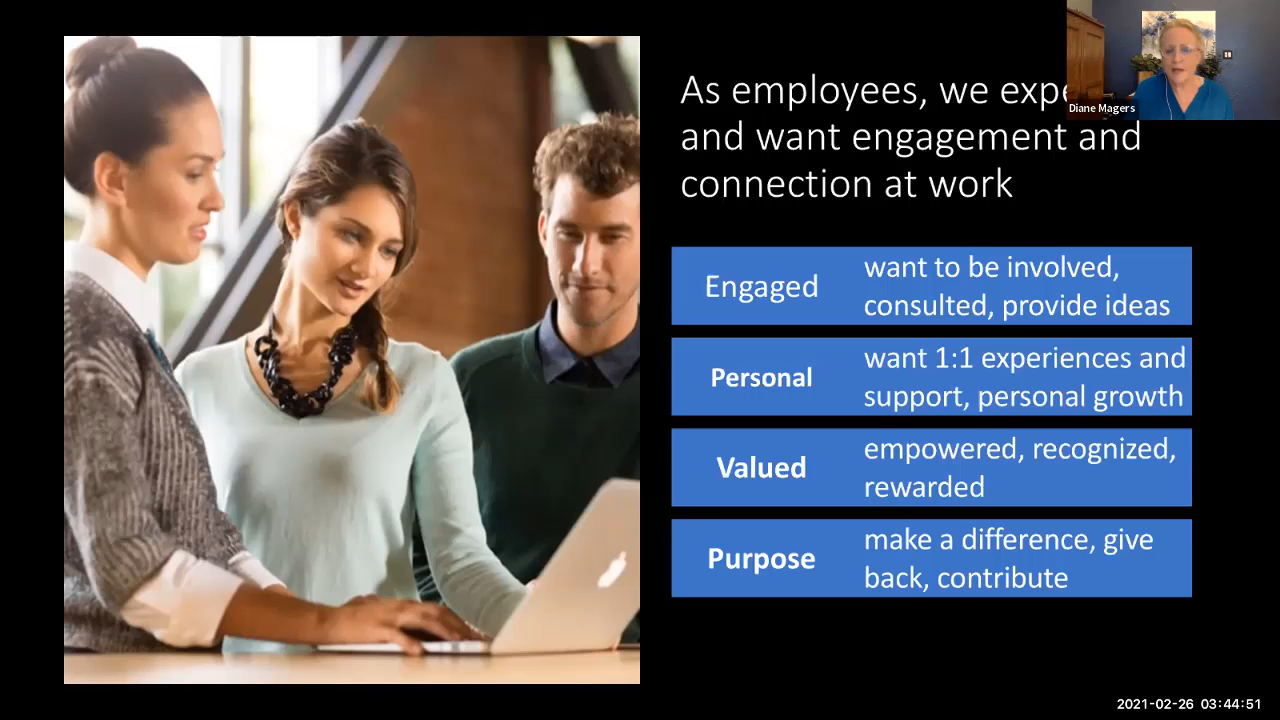 As employees, we expe
and want engagement and
connection at work
Diane Magers
Engaged
want to be involved,
consulted, provide ideas
Personal
want 1:1 experiences and
support, personal growth
Valued
empowered, recognized,
rewarded
Purpose
make a difference, give
back, contribute
2021-02-26 03:44:51